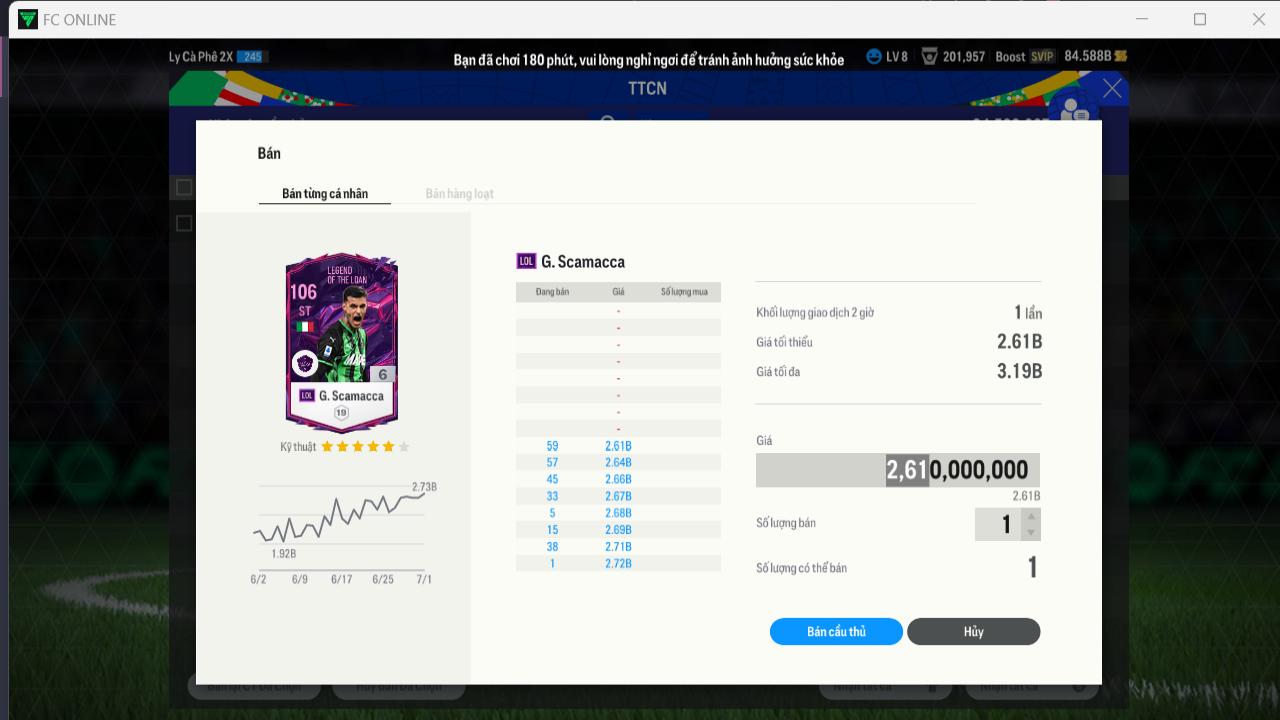 FC ONLINE
Ly Cà Phê 2X 245
Bạn đã chơi 180 phút, vui lòng nghỉ ngơi để tránh ảnh hưởng sức khỏe
LV 8 201,957 Boost SVIP 84.588B
TTCN
Bán
Bán từng cá nhân Bán hàng loạt
LEGEND
OF THE LOAN
106
ST
6
LOL G. Scamacca
19
Kỹ thuật
2.73B
1.92B
6/2 6/9 6/17 6/25 7/1
LOL G. Scamacca
Đang bán Giá Số lượng mua
-
-
-
-
-
-
-
-
59 2.61B
57 2.64B
45 2.66B
33 2.67B
5 2.68B
15 2.69B
38 2.71B
1 2.72B
Khối lượng giao dịch 2 giờ 1 lần
Giá tối thiểu 2.61B
Giá tối đa 3.19B
Giá
2,610,000,000
2.61B
Số lượng bán 1
Số lượng có thể bán 1
Bán cầu thủ Hủy